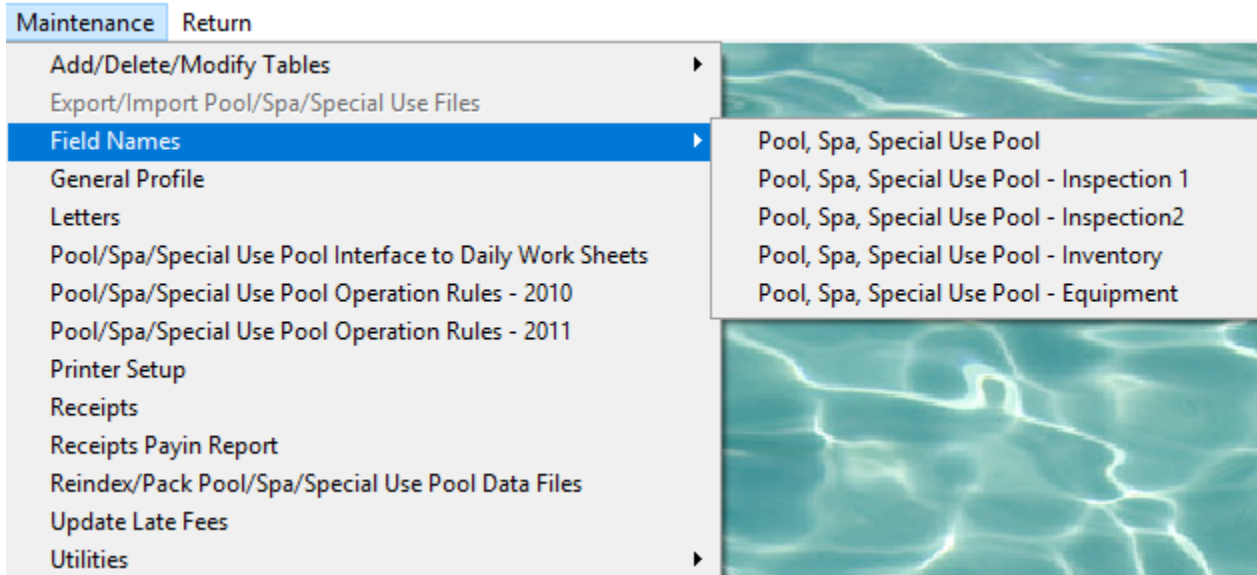 Maintenance Return
Add/Delete/Modify Tables
Export/Import Pool/Spa/Special Use Files
Field Names
General Profile
Letters
Pool/Spa/Special Use Pool Interface to Daily Work Sheets
Pool/Spa/Special Use Pool Operation Rules - 2010
Pool/Spa/Special Use Pool Operation Rules - 2011
Printer Setup
Receipts
Receipts Payin Report
Reindex/Pack Pool/Spa/Special Use Pool Data Files
Update Late Fees
Utilities
Pool, Spa, Special Use Pool
Pool, Spa, Special Use Pool - Inspection 1
Pool, Spa, Special Use Pool - Inspection2
Pool, Spa, Special Use Pool - Inventory
Pool, Spa, Special Use Pool - Equipment